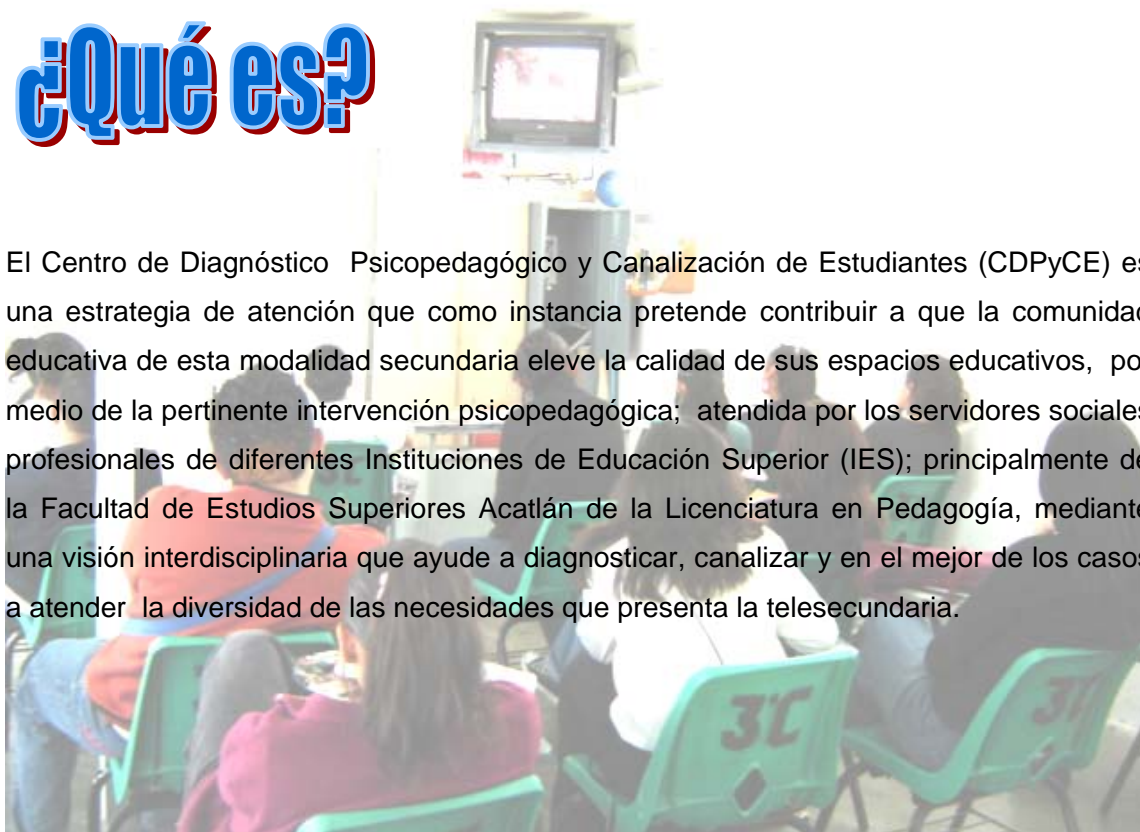 ¿Qué es?
El Centro de Diagnóstico Psicopedagógico y Canalización de Estudiantes (CDPyCE) es
una estrategia de atención que como instancia pretende contribuir a que la comunidad
educativa de esta modalidad secundaria eleve la calidad de sus espacios educativos, po
medio de la pertinente intervención psicopedagógica; atendida por los servidores sociales
profesionales de diferentes Instituciones de Educación Superior (IES); principalmente de
la Facultad de Estudios Superiores Acatlán de la Licenciatura en Pedagogía, mediante
una visión interdisciplinaria que ayude a diagnosticar, canalizar y en el mejor de los casos
a atender la diversidad de las necesidades que presenta la telesecundaria.
3°C